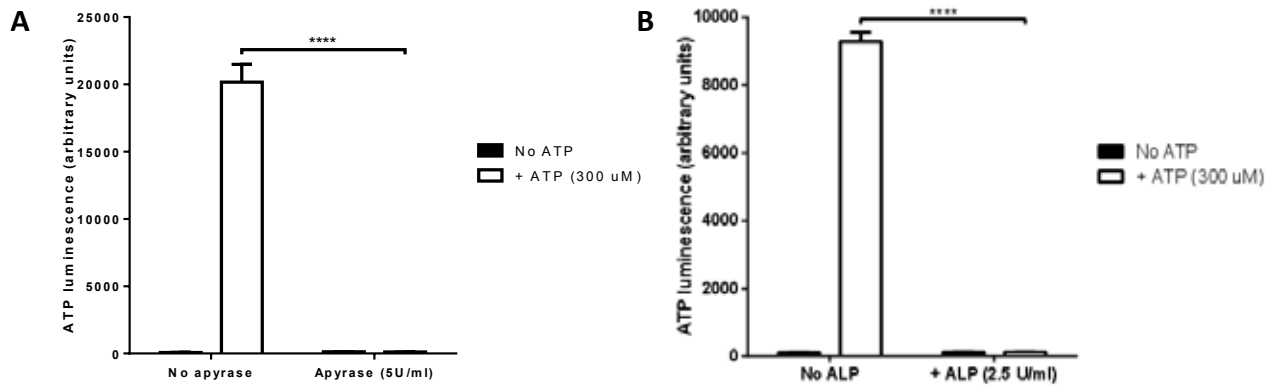 A
ATP luminescence (arbitrary units)
25000
20000
15000
10000
5000
0
****
No apyrase
Apyrase (5U/ml)
No ATP
+ ATP (300 uM)
B
ATP luminescence (arbitrary units)
10000
8000
6000
4000
2000
0
****
No ALP
+ ALP (2.5 U/ml)
No ATP
+ ATP (300 uM)